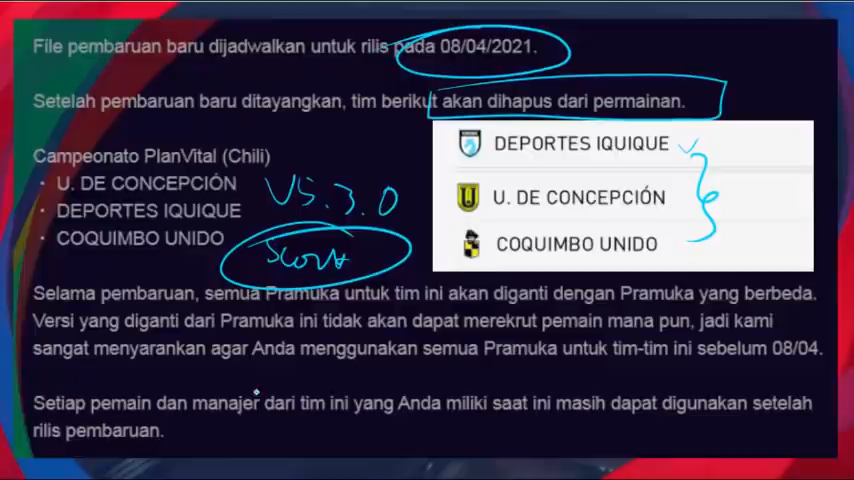 File pembaruan baru dijadwalkan untuk rilis pada 08/04/2021.
Setelah pembaruan baru ditayangkan, tim berikut akan dihapus dari permainan.
Campeonato PlanVital (Chili)
· U. DE CONCEPCIÓN
· DEPORTES IQUIQUE
· COQUIMBO UNIDO
V5.3.0
Scout
DEPORTES IQUIQUE
U. DE CONCEPCIÓN
COQUIMBO UNIDO
Selama pembaruan, semua Pramuka untuk tim ini akan diganti dengan Pramuka yang berbeda.
Versi yang diganti dari Pramuka ini tidak akan dapat merekrut pemain mana pun, jadi kami
sangat menyarankan agar Anda menggunakan semua Pramuka untuk tim-tim ini sebelum 08/04.
Setiap pemain dan manajer dari tim ini yang Anda miliki saat ini masih dapat digunakan setelah
rilis pembaruan.